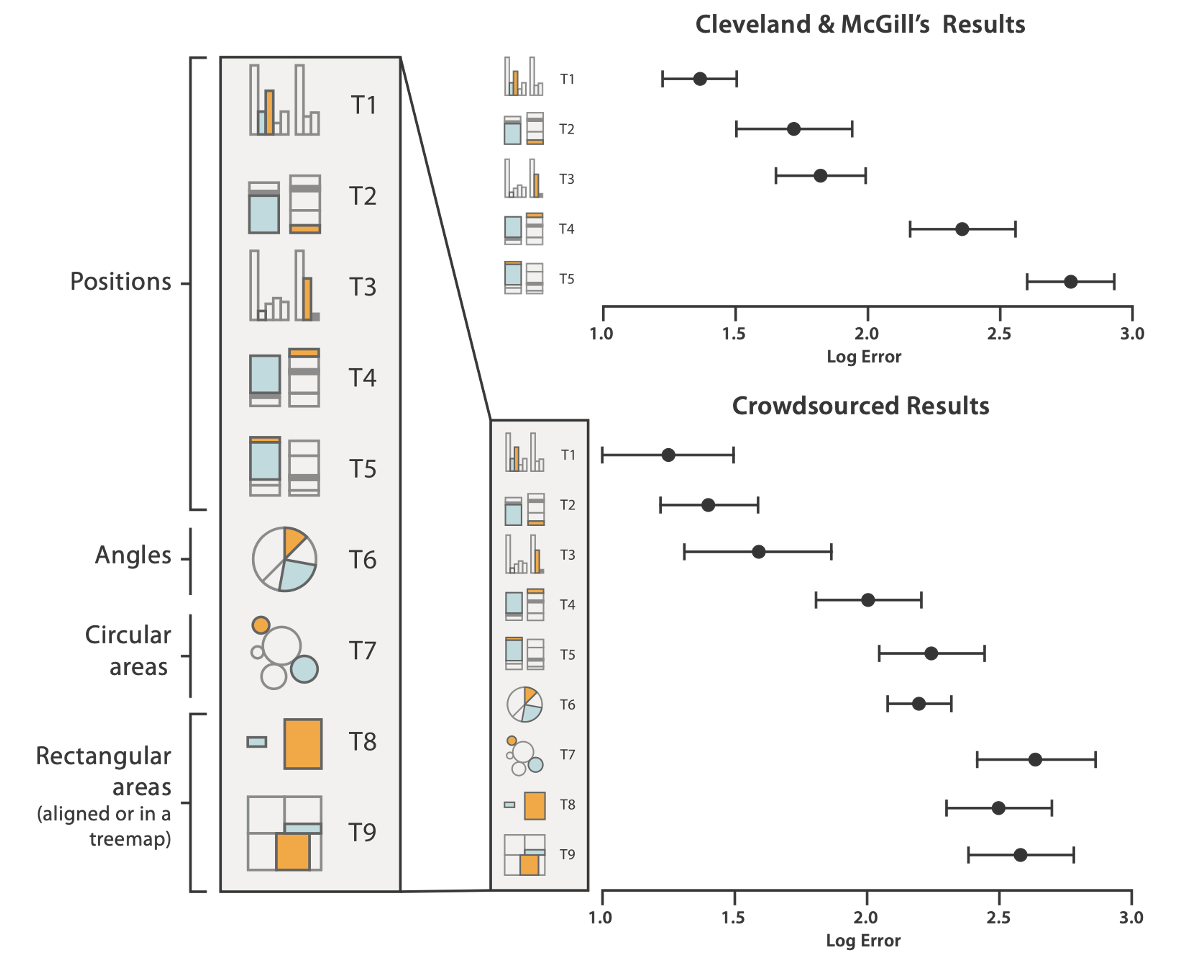 Cleveland & McGill's  Results
Positions
Angles
Circular
areas
Rectangular
areas
(aligned or in a
treemap)
T1
T2
T3
T4
T5
T6
T7
T8
T9
T1
T2
T3
T4
T5
1.0 1.5 2.0 2.5 3.0
Log Error
Crowdsourced Results
T1
T2
T3
T4
T5
T6
T7
T8
T9
1.0 1.5 2.0 2.5 3.0
Log Error